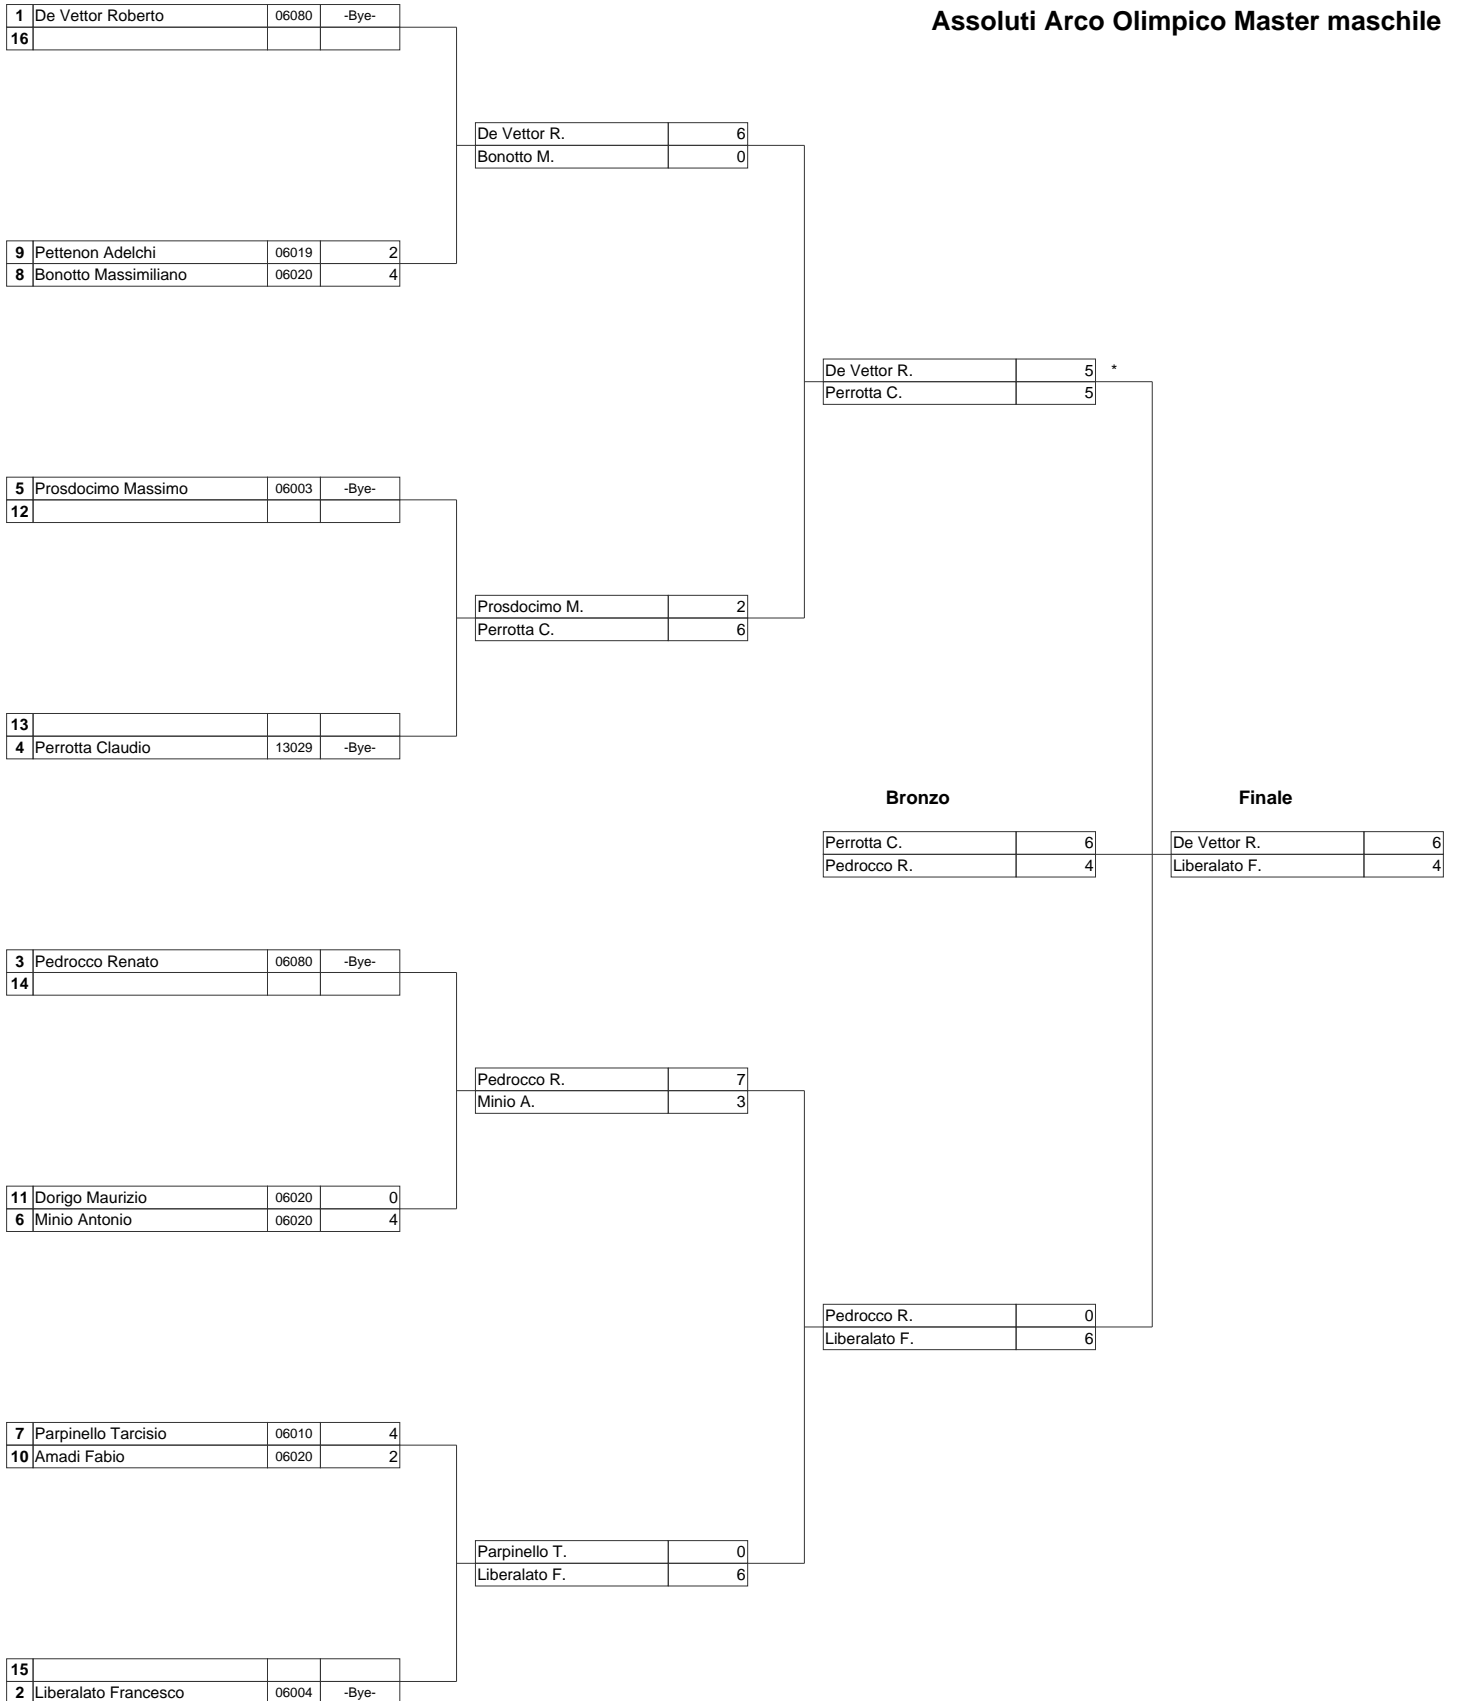 Assoluti Arco Olimpico Master maschile
1 De Vettor Roberto 06080 -Bye-
16
De Vettor R. 6
Bonotto M. 0
9 Pettenon Adelchi 06019 2
8 Bonotto Massimiliano 06020 4
De Vettor R. 5 *
Perrotta C. 5
5 Prosdocimo Massimo 06003 -Bye-
12
Prosdocimo M. 2
Perrotta C. 6
13
4 Perrotta Claudio 13029 -Bye-
Bronzo Finale
Perrotta C. 6 De Vettor R. 6
Pedrocco R. 4 Liberalato F. 4
3 Pedrocco Renato 06080 -Bye-
14
Pedrocco R. 7
Minio A. 3
11 Dorigo Maurizio 06020 0
6 Minio Antonio 06020 4
Pedrocco R. 0
Liberalato F. 6
7 Parpinello Tarcisio 06010 4
10 Amadi Fabio 06020 2
Parpinello T. 0
Liberalato F. 6
15
2 Liberalato Francesco 06004 -Bye-